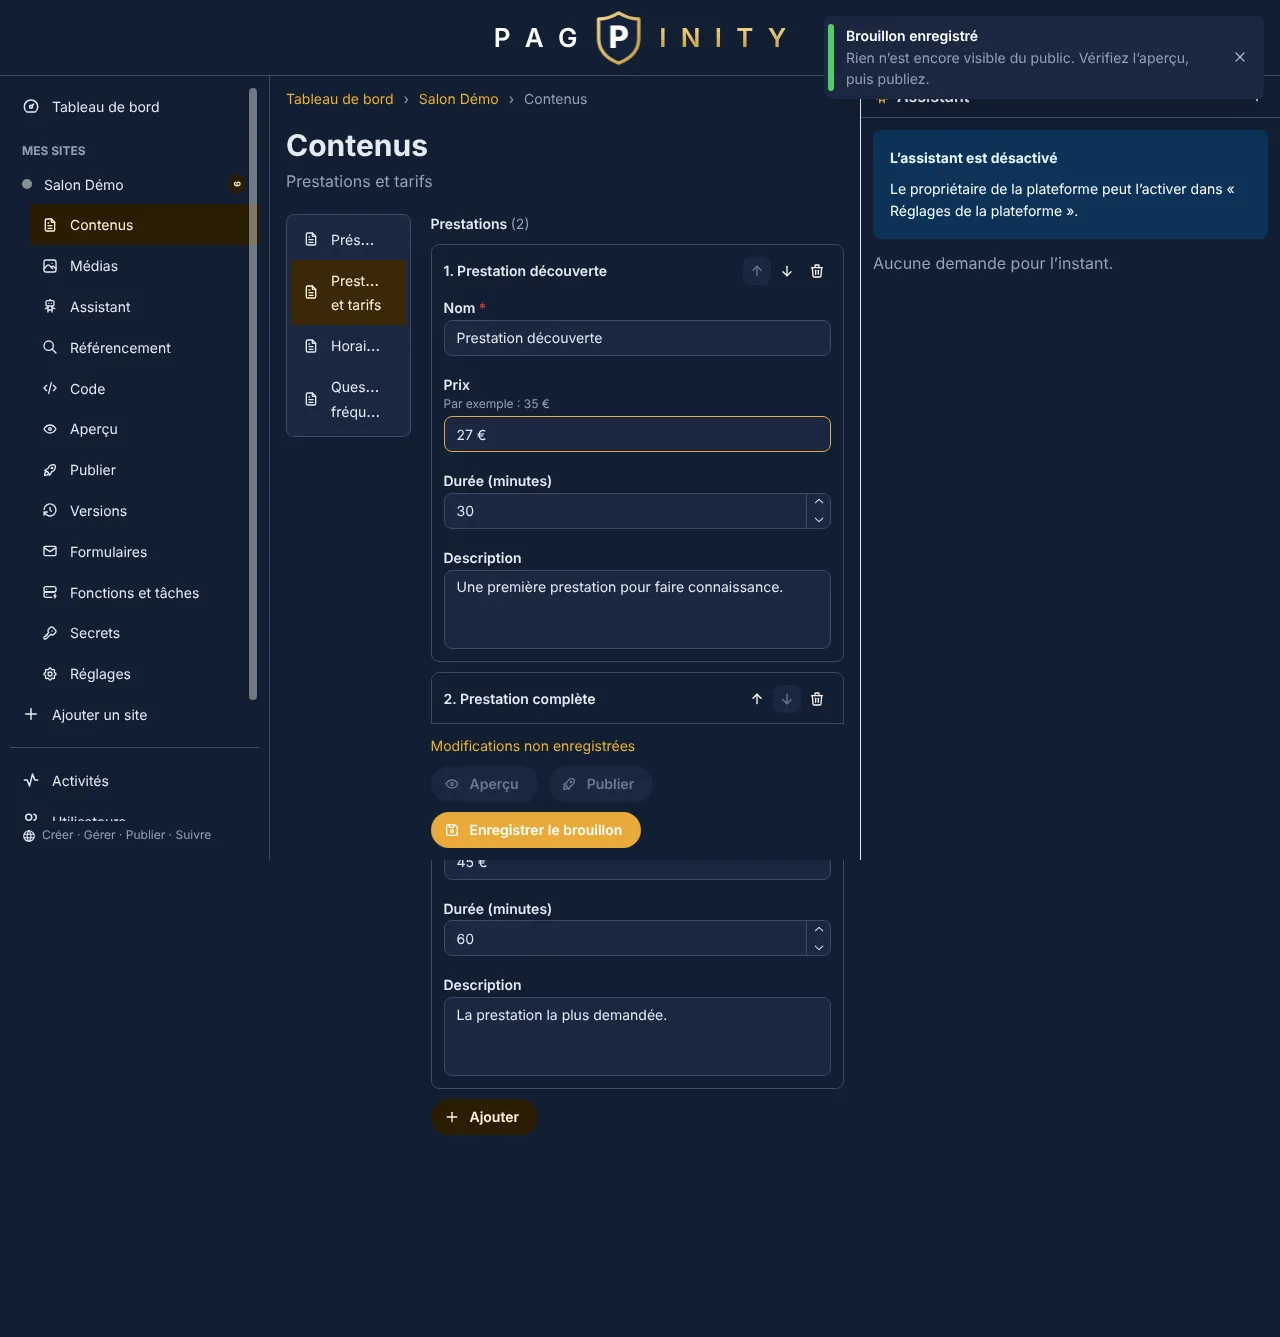 PAG P INITY
Brouillon enregistré
Rien n’est encore visible du public. Vérifiez l’aperçu,
puis publiez.
Tableau de bord
MES SITES
Salon Démo
Contenus
Médias
Assistant
Référencement
Code
Aperçu
Publier
Versions
Formulaires
Fonctions et tâches
Secrets
Réglages
Ajouter un site
Activités
Utilisateurs
Créer · Gérer · Publier · Suivre
Tableau de bord › Salon Démo › Contenus
Contenus
Prestations et tarifs
Prés...
Prest...
et tarifs
Horai...
Ques...
fréqu...
Prestations (2)
1. Prestation découverte
Nom *
Prestation découverte
Prix
Par exemple : 35 €
27 €
Durée (minutes)
30
Description
Une première prestation pour faire connaissance.
2. Prestation complète
Modifications non enregistrées
Aperçu
Publier
Enregistrer le brouillon
45 €
Durée (minutes)
60
Description
La prestation la plus demandée.
Ajouter
Assistant
L’assistant est désactivé
Le propriétaire de la plateforme peut l’activer dans «
Réglages de la plateforme ».
Aucune demande pour l’instant.